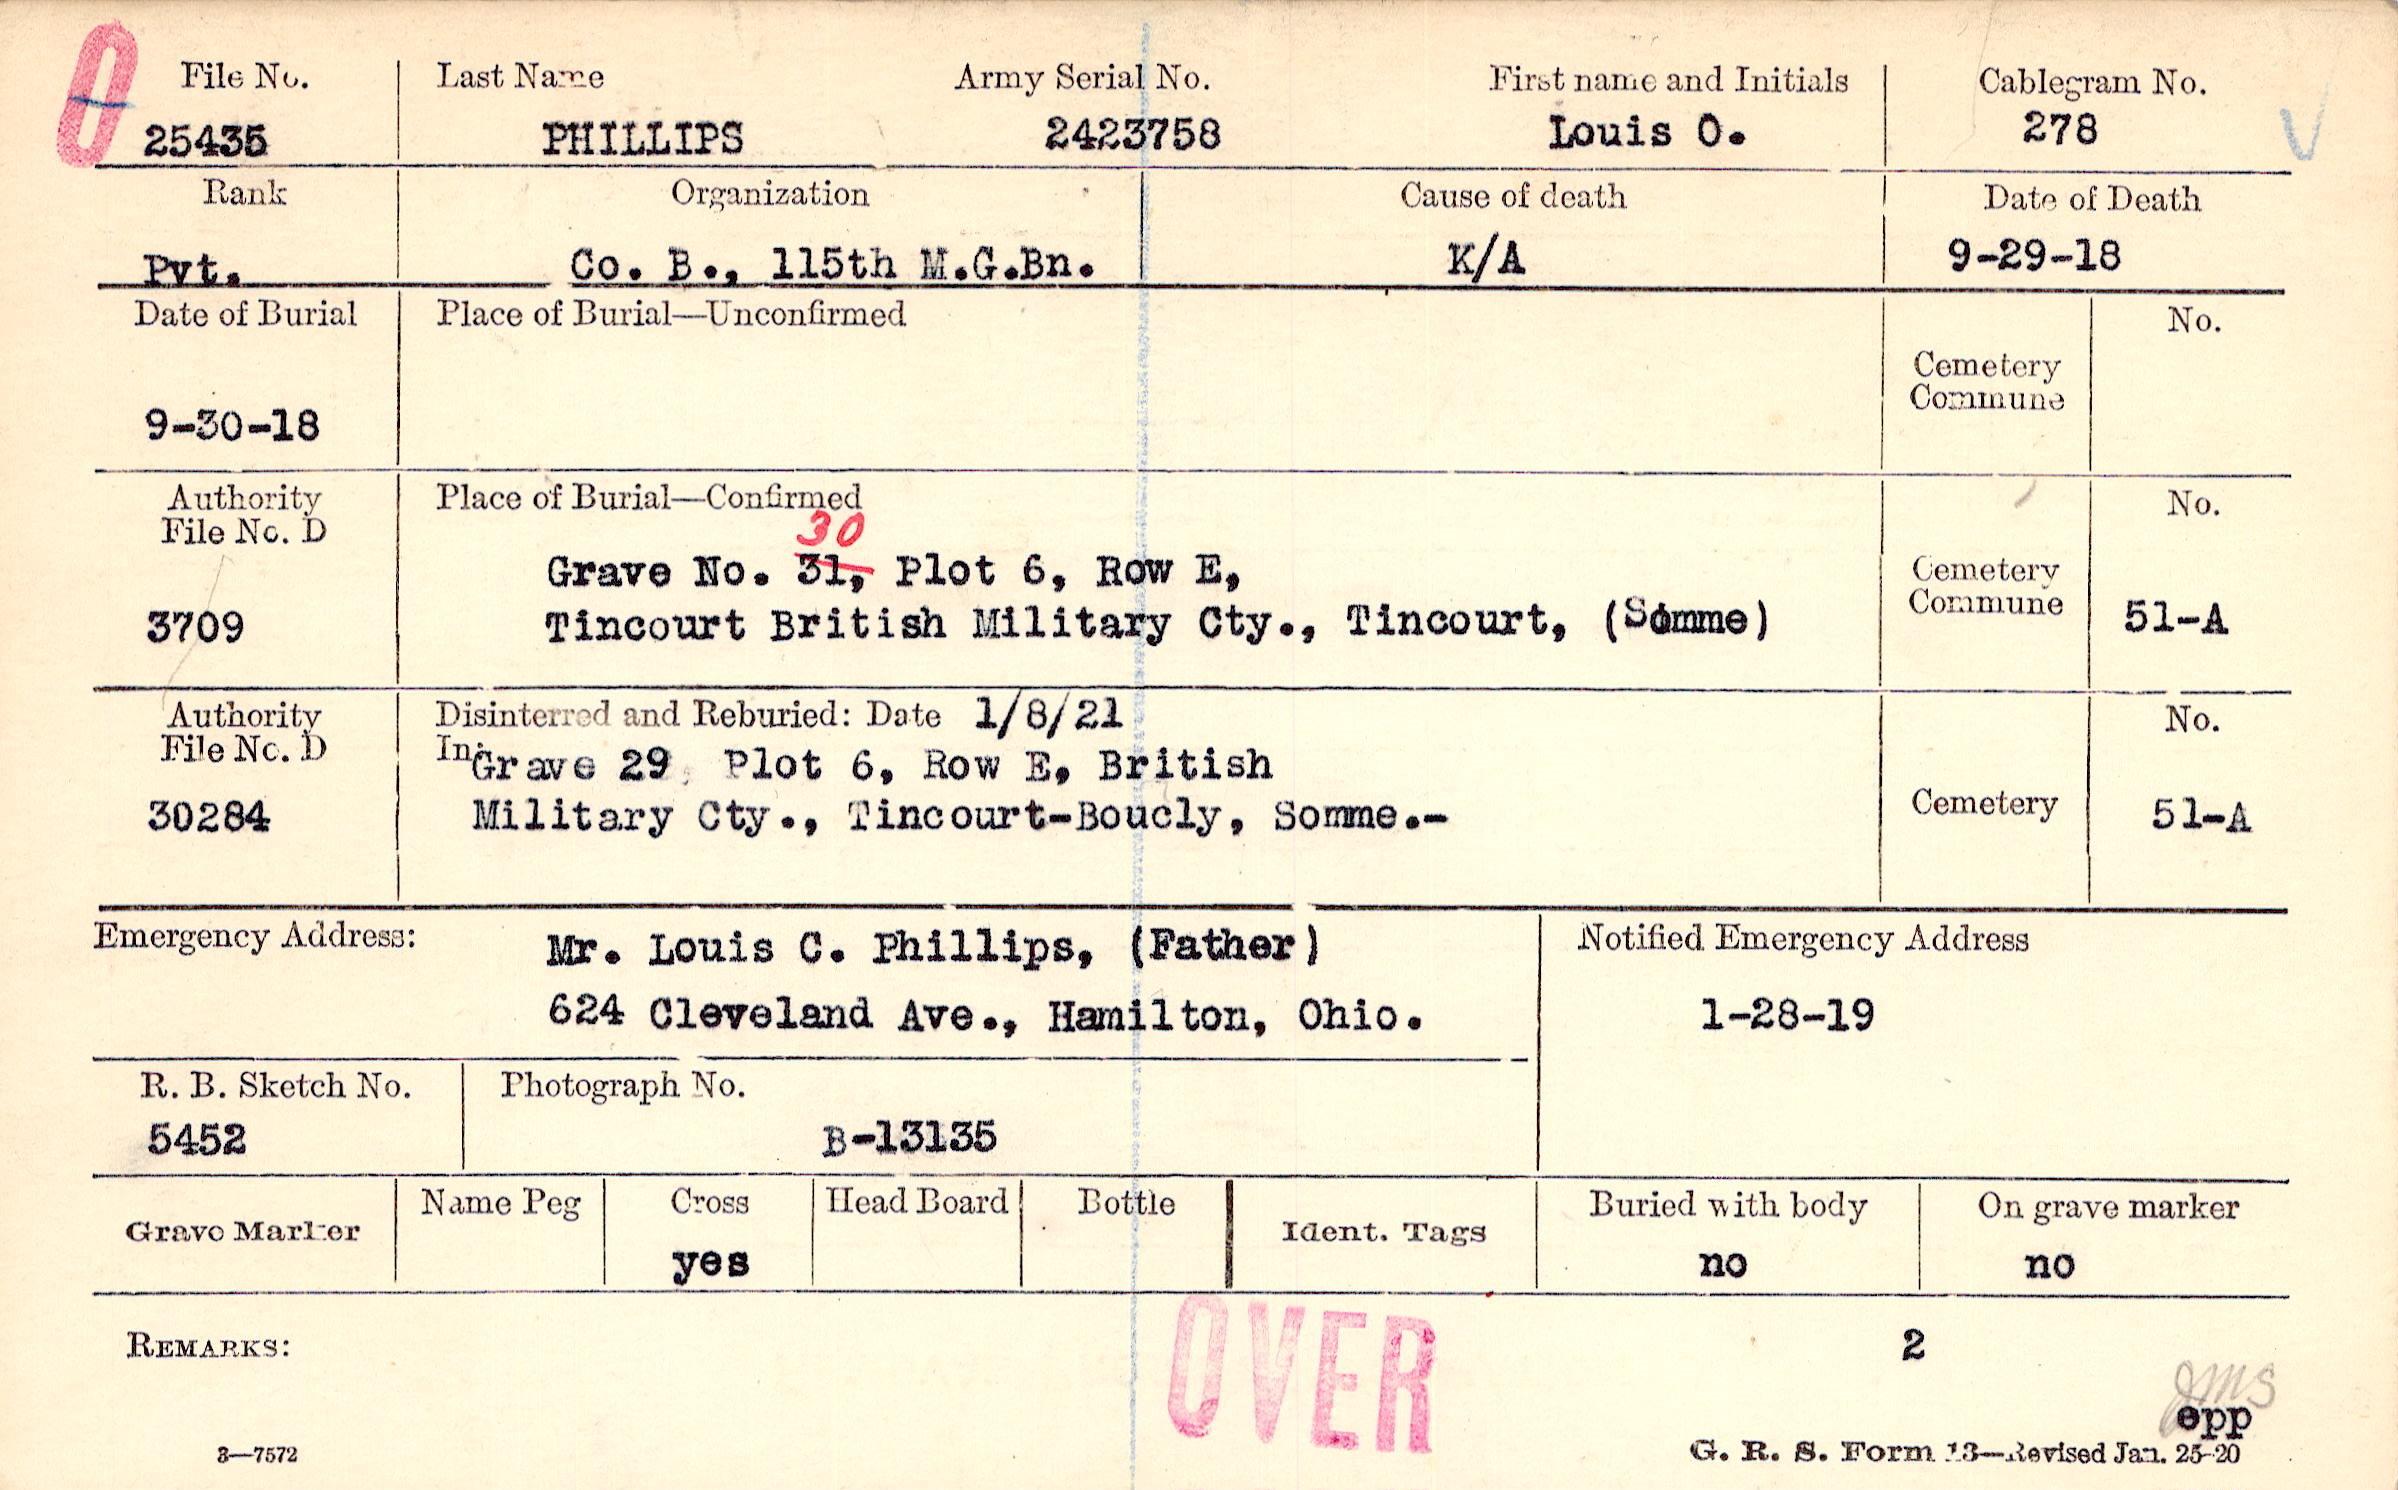 0
File No. Last Name Army Serial No. First name and Initials Cablegram No.
25435 PHILLIPS 2423758 Louis O. 278
Rank Organization Cause of death Date of Death
Pvt. Co. B., 115th M.G.Bn. K/A 9-29-18
Date of Burial Place of Burial—Unconfirmed No.
Cemetery
Commune
9-30-18
Authority Place of Burial—Confirmed No.
File No. D
30
Grave No. 31, Plot 6, Row E, Cemetery
3709 Tincourt British Military Cty., Tincourt, (Somme) Commune 51-A
Authority Disinterred and Reburied: Date 1/8/21 No.
File No. D In: Grave 29, Plot 6, Row E, British
30284 Military Cty., Tincourt-Boucly, Somme.- Cemetery 51-A
Emergency Address: Mr. Louis C. Phillips, (Father) Notified Emergency Address
624 Cleveland Ave., Hamilton, Ohio. 1-28-19
R. B. Sketch No. Photograph No.
5452 B-13135
Grave Marker Name Peg Cross Head Board Bottle Ident. Tags Buried with body On grave marker
yes no no
REMARKS: OVER 2
JMS
epp
3—7572 G. R. S. Form 13—Revised Jan. 25-20